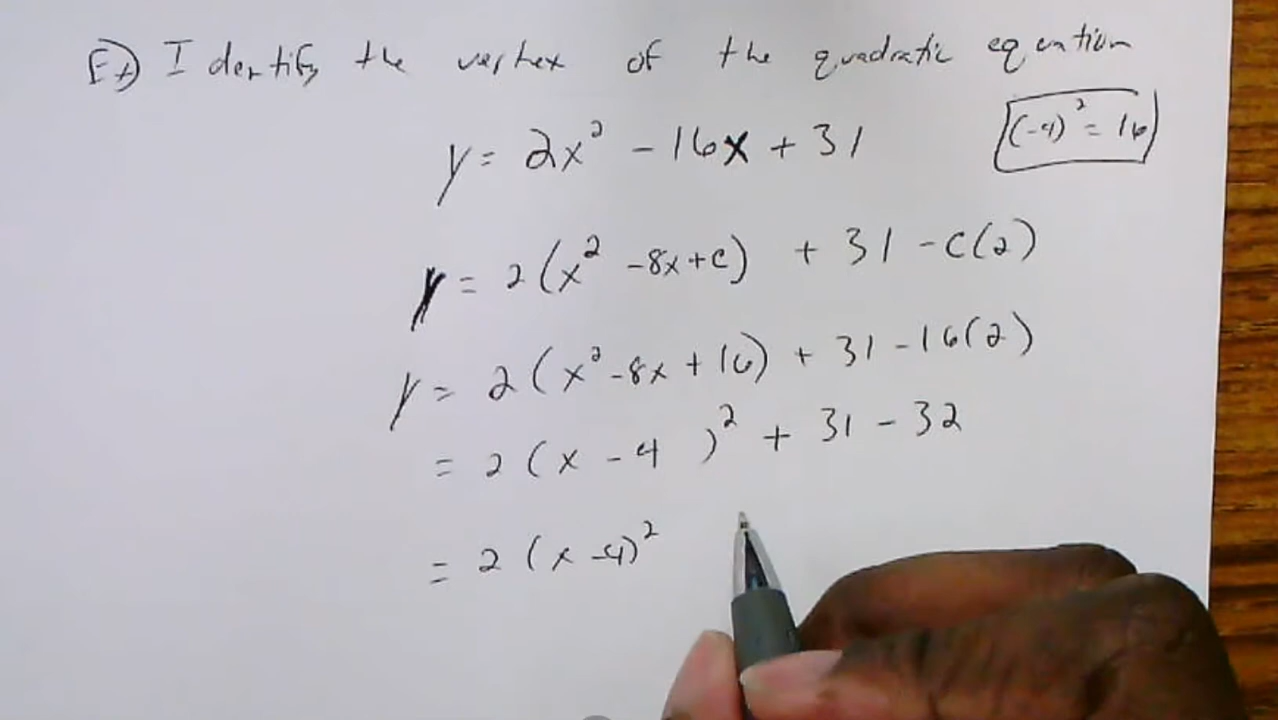 Ex) Identify the vertex of the quadratic equation
y = 2x² - 16x + 31
(-4)² = 16
y = 2(x² - 8x + c) + 31 - c(2)
y = 2(x² - 8x + 16) + 31 - 16(2)
= 2(x - 4)² + 31 - 32
= 2(x - 4)²